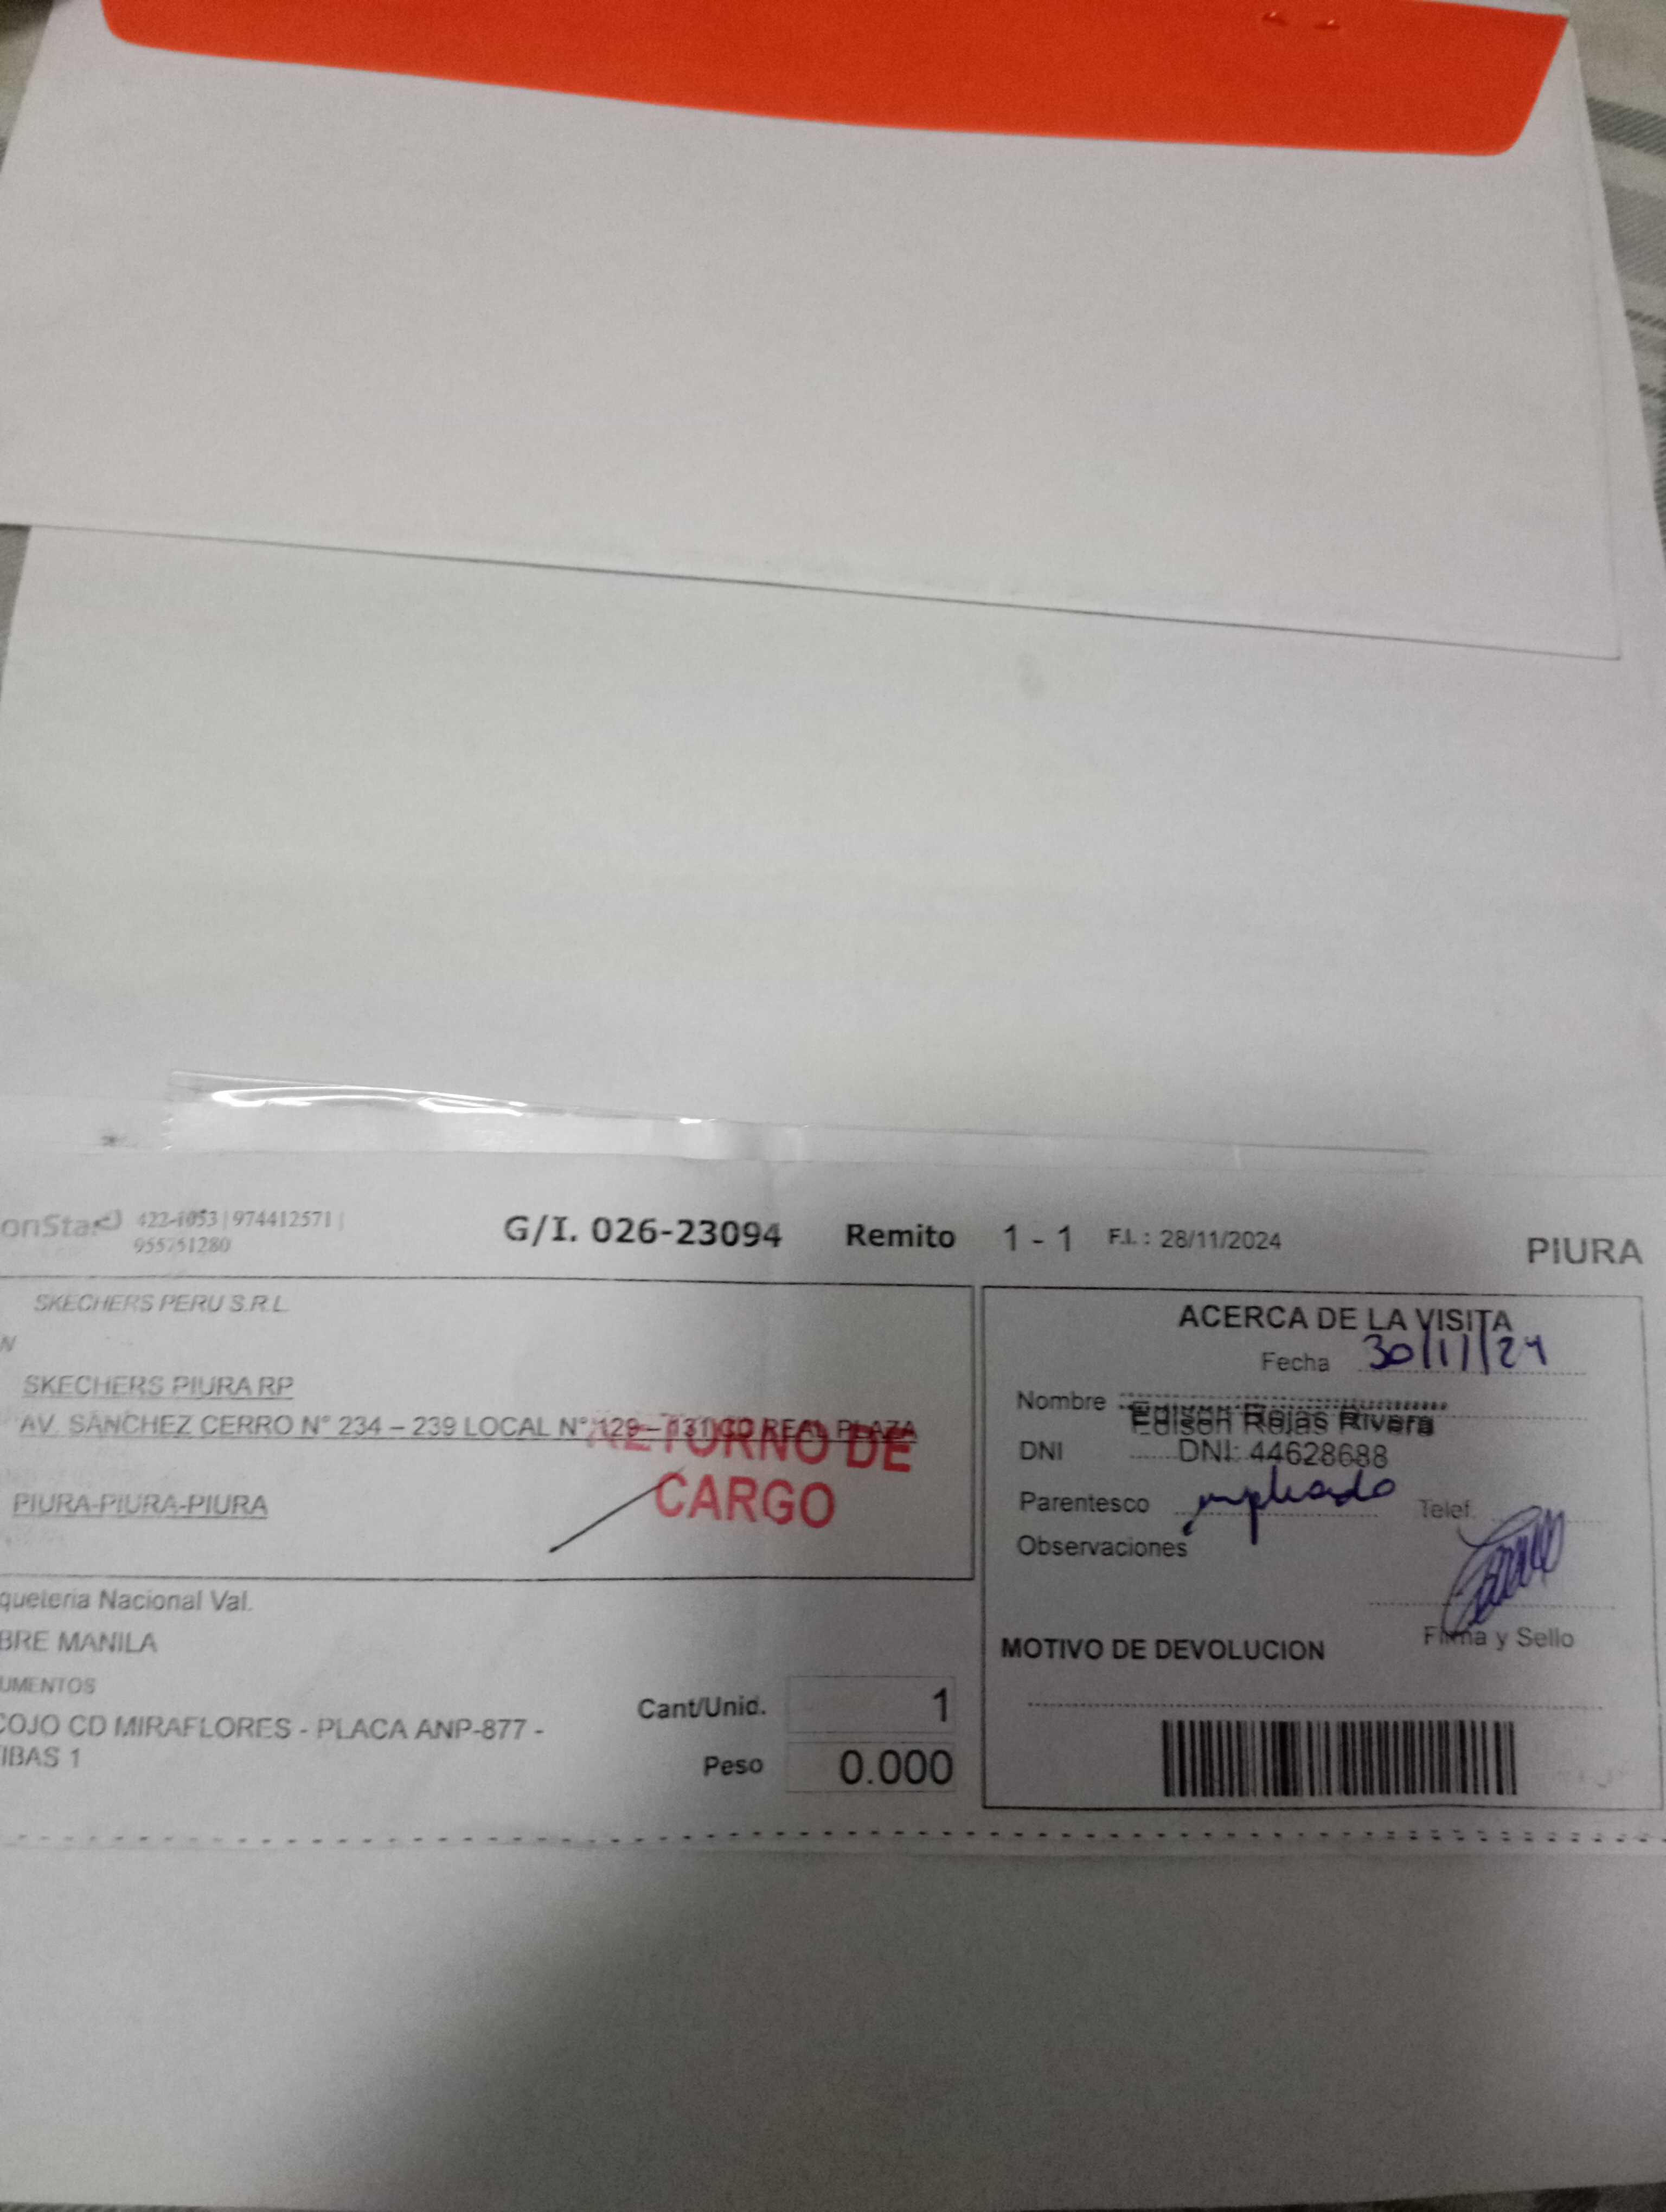 422-1053 | 974412571 |
955751280
G/I. 026-23094 Remito 1 - 1 F.I. : 28/11/2024 PIURA
SKECHERS PERU S.R.L.
N
SKECHERS PIURA RP
AV. SANCHEZ CERRO N° 234 – 239 LOCAL N° 129 – 131 CC REAL PLAZA
RETORNO DE
CARGO
PIURA-PIURA-PIURA
queteria Nacional Val.
BRE MANILA
UMENTOS
COJO CD MIRAFLORES - PLACA ANP-877 -
IBAS 1
Cant/Unid. 1
Peso 0.000
ACERCA DE LA VISITA
Fecha 30/11/24
Nombre Edison Rojas Rivera
DNI DNI: 44628688
Parentesco empleado Telef.
Observaciones
Firma y Sello
MOTIVO DE DEVOLUCION